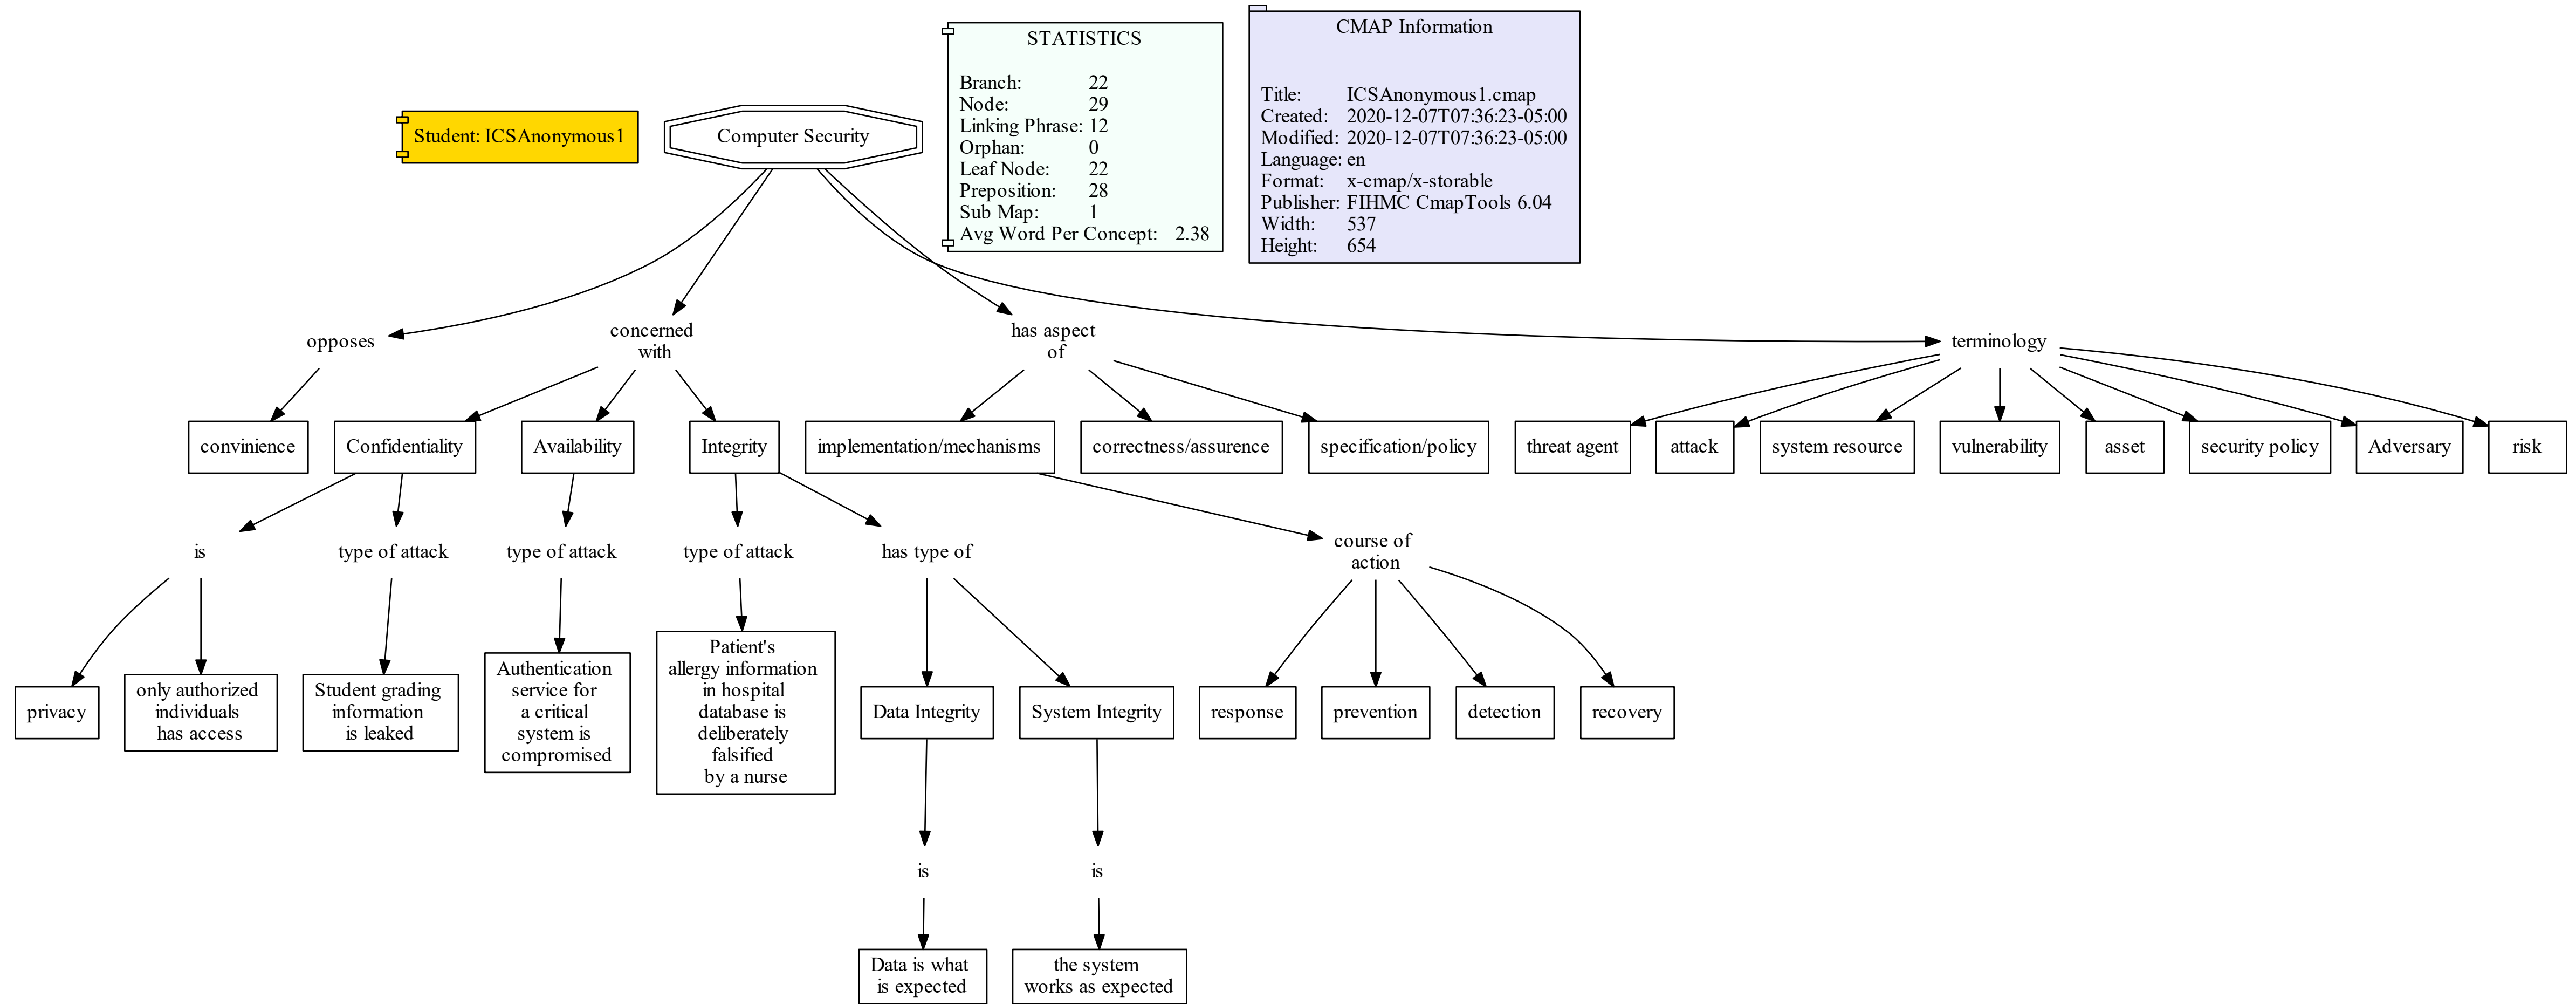 STATISTICS
Branch: 22
Node: 29
Linking Phrase: 12
Orphan: 0
Leaf Node: 22
Preposition: 28
Sub Map: 1
Avg Word Per Concept: 2.38
CMAP Information
Title: ICSAnonymous1.cmap
Created: 2020-12-07T07:36:23-05:00
Modified: 2020-12-07T07:36:23-05:00
Language: en
Format: x-cmap/x-storable
Publisher: FIHMC CmapTools 6.04
Width: 537
Height: 654
Student: ICSAnonymous1
Computer Security
opposes
concerned
with
has aspect
of
terminology
convinience
Confidentiality
Availability
Integrity
implementation/mechanisms
correctness/assurence
specification/policy
threat agent
attack
system resource
vulnerability
asset
security policy
Adversary
risk
is
type of attack
type of attack
type of attack
has type of
course of
action
privacy
only authorized
individuals
has access
Student grading
information
is leaked
Authentication
service for
a critical
system is
compromised
Patient's
allergy information
in hospital
database is
deliberately
falsified
by a nurse
Data Integrity
System Integrity
response
prevention
detection
recovery
is
is
Data is what
is expected
the system
works as expected